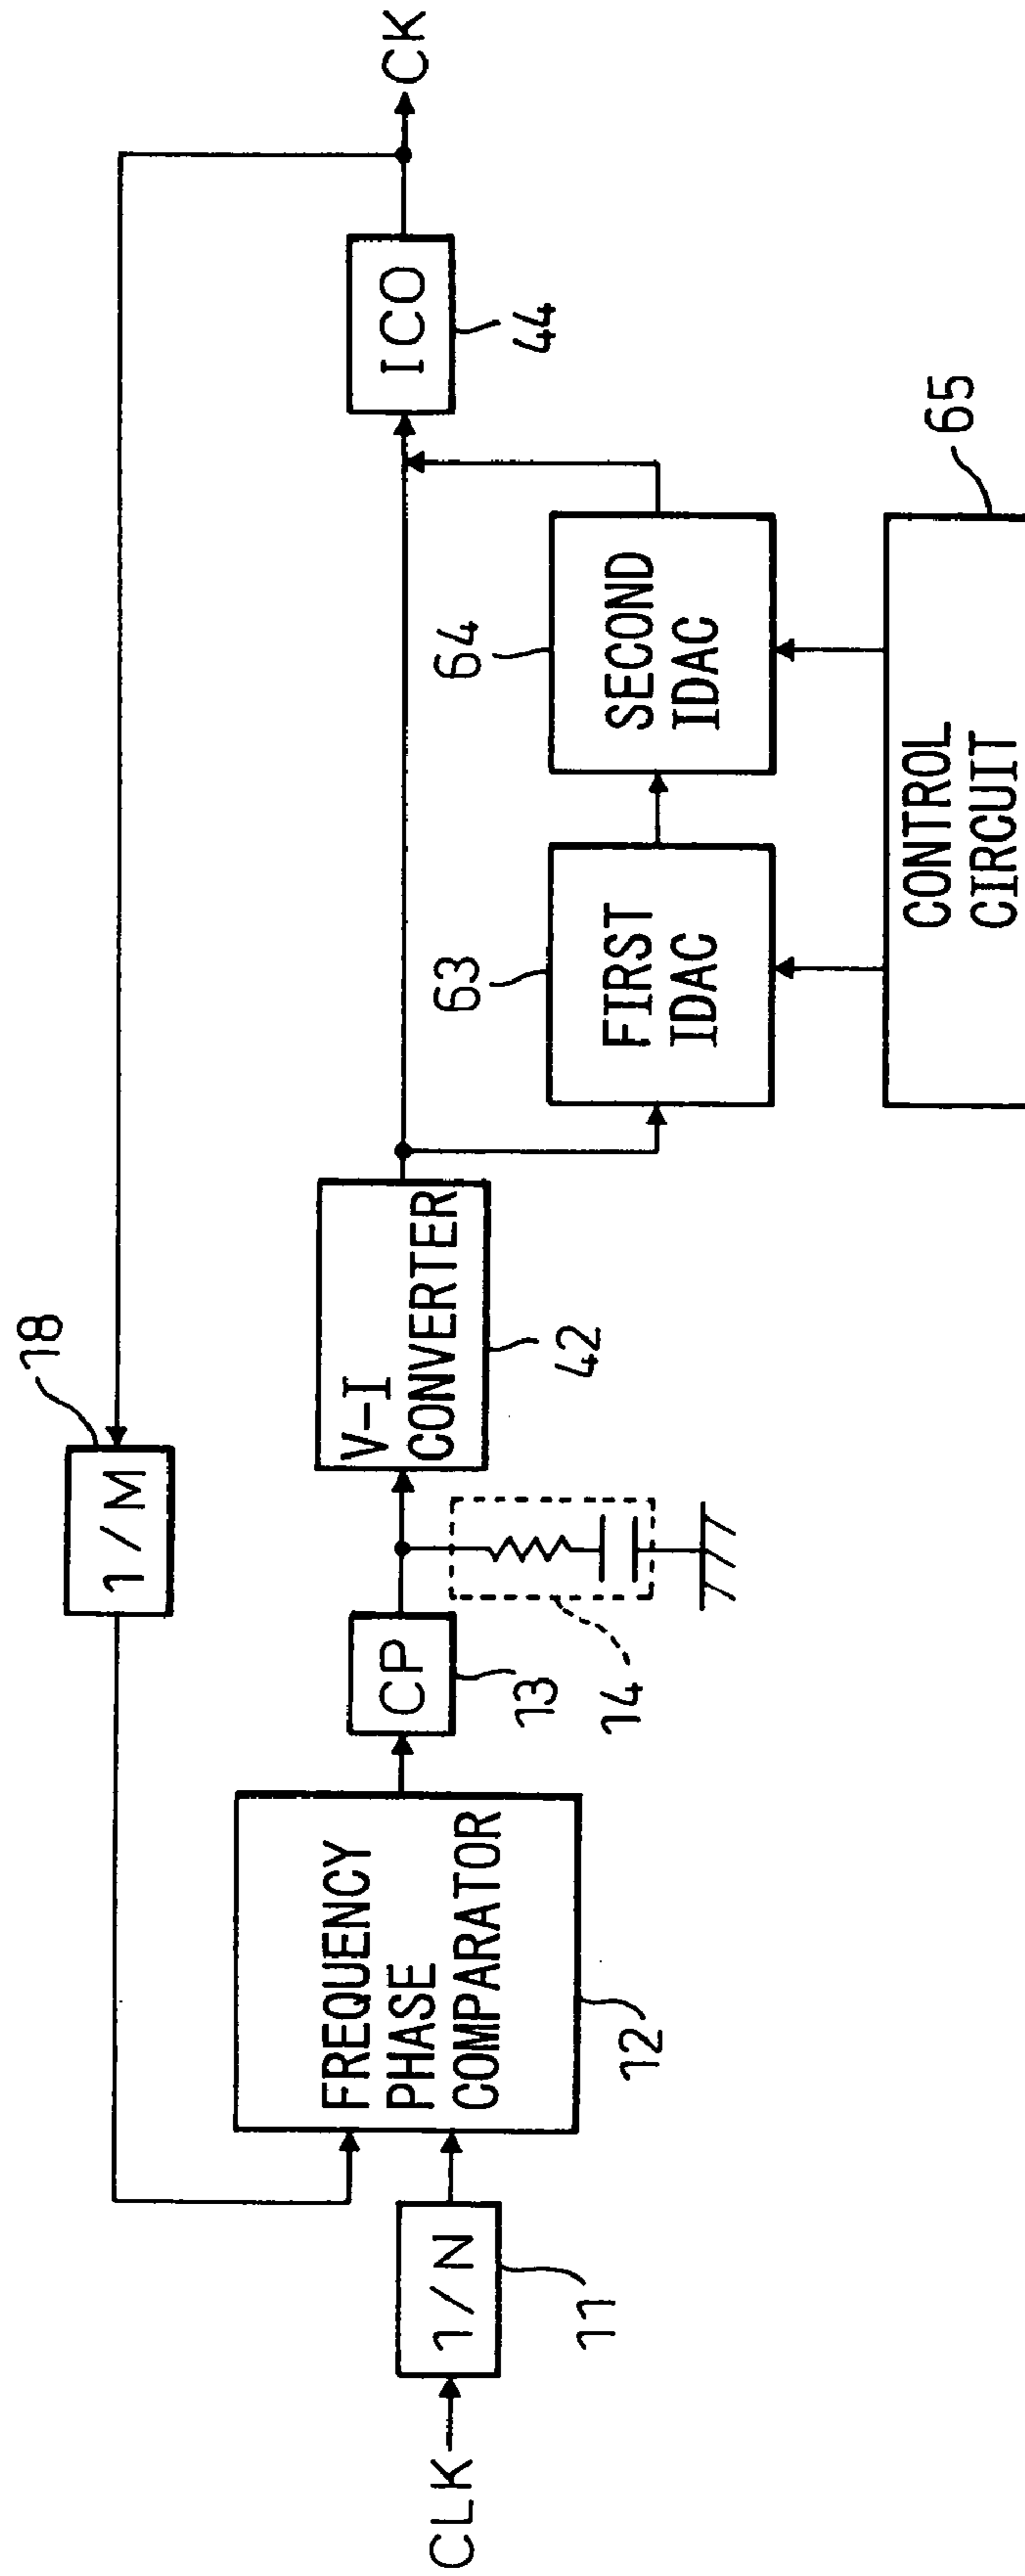 18
1/M
CLK
1/N
11
FREQUENCY
PHASE
COMPARATOR
12
CP
13
14
V-I
CONVERTER
42
ICO
44
CK
63
FIRST
IDAC
64
SECOND
IDAC
CONTROL
CIRCUIT
65